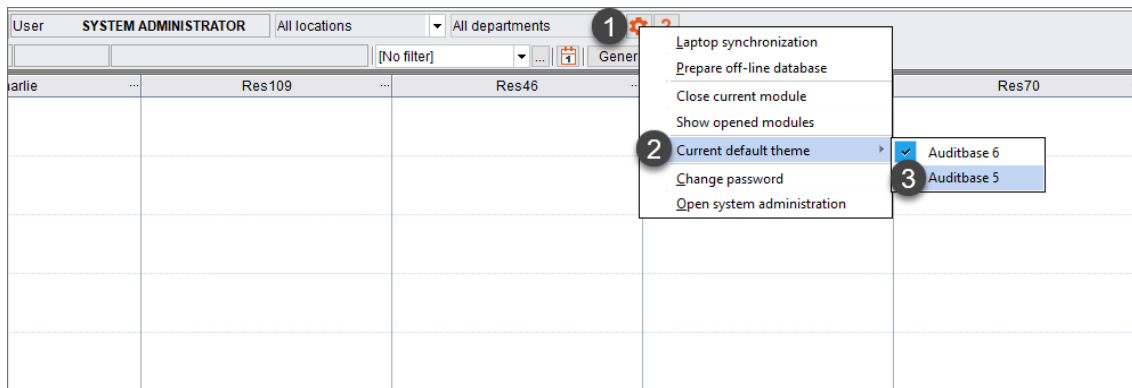 User SYSTEM ADMINISTRATOR All locations All departments 1 ?
[No filter] ... 1 Gener
arlie ... Res109 ... Res46 ... Res70
Laptop synchronization
Prepare off-line database
Close current module
Show opened modules
2 Current default theme
Auditbase 6
3 Auditbase 5
Change password
Open system administration